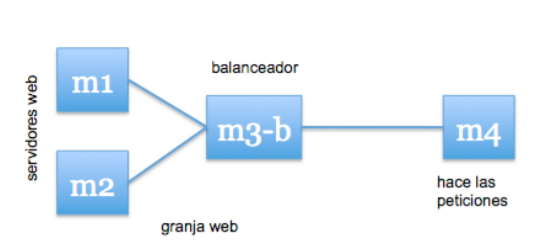 servidores web
m1
m2
balanceador
m3-b
granja web
m4
hace las
peticiones